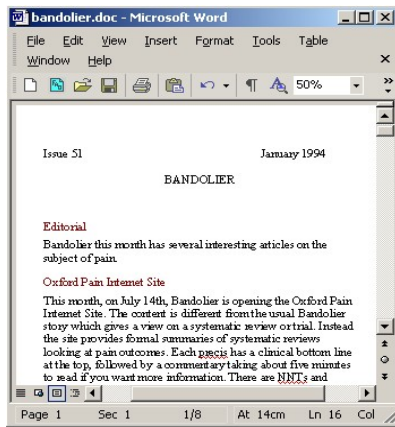 bandolier.doc - Microsoft Word
File Edit View Insert Format Tools Table
Window Help
50%
Issue 51 January 1994
BANDOLIER
Editorial
Bandolier this month has several interesting articles on the
subject of pain.
Oxford Pain Internet Site
This month, on July 14th, Bandolier is opening the Oxford Pain
Internet Site. The content is different from the usual Bandolier
story which gives a view on a systematic review or trial. Instead
the site provides formal summaries of systematic reviews
looking at pain outcomes. Each precis has a clinical bottom line
at the top, followed by a commentary taking about five minutes
to read if you want more information. There are NNTs and
Page 1 Sec 1 1/8 At 14cm Ln 16 Col